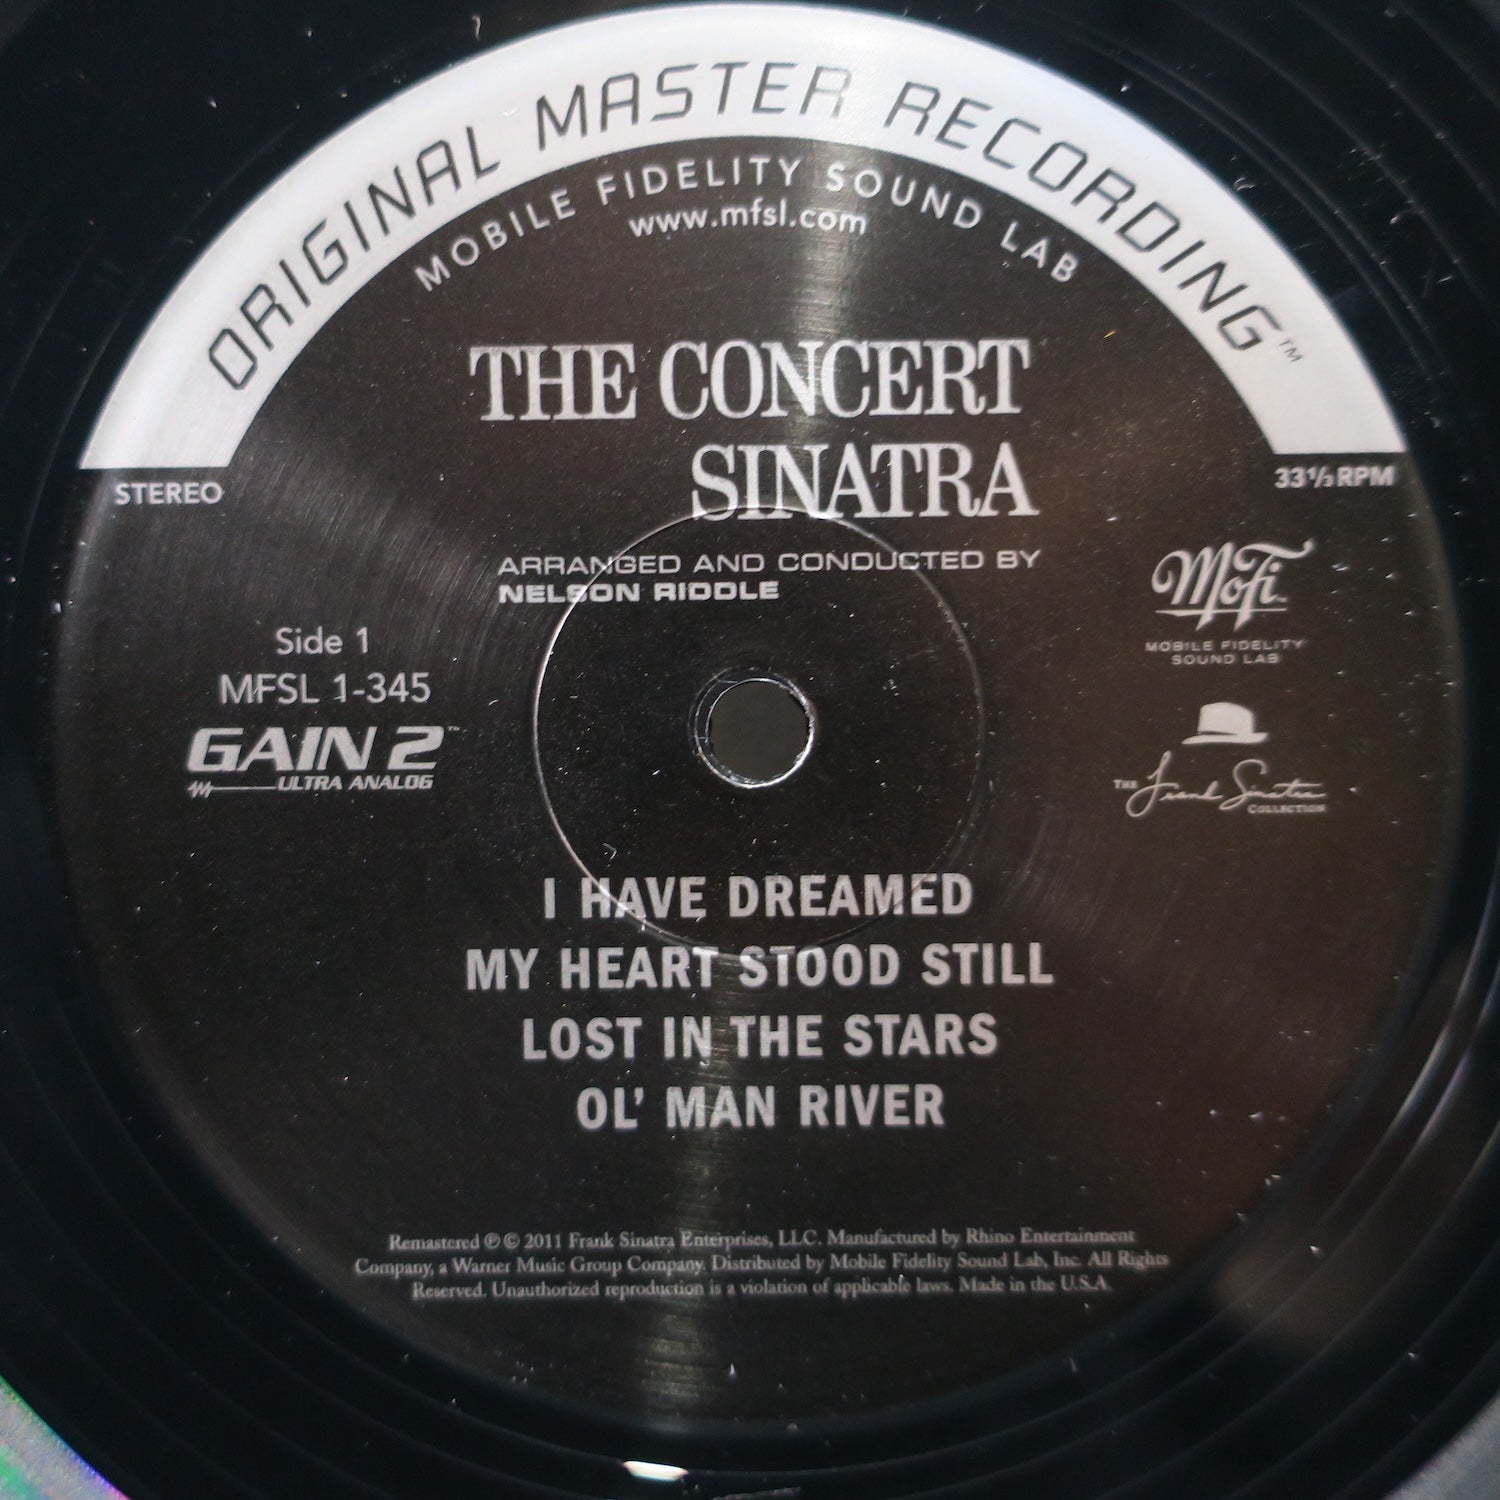 ORIGINAL MASTER RECORDING™
MOBILE FIDELITY SOUND LAB
www.mfsl.com
THE CONCERT
SINATRA
STEREO
33⅓ RPM
ARRANGED AND CONDUCTED BY
NELSON RIDDLE
Side 1
MFSL 1-345
GAIN 2™
ULTRA ANALOG
MoFi
MOBILE FIDELITY
SOUND LAB
THE Frank Sinatra
COLLECTION
I HAVE DREAMED
MY HEART STOOD STILL
LOST IN THE STARS
OL' MAN RIVER
Remastered ℗ © 2011 Frank Sinatra Enterprises, LLC. Manufactured by Rhino Entertainment
Company, a Warner Music Group Company. Distributed by Mobile Fidelity Sound Lab, Inc. All Rights
Reserved. Unauthorized reproduction is a violation of applicable laws. Made in the U.S.A.